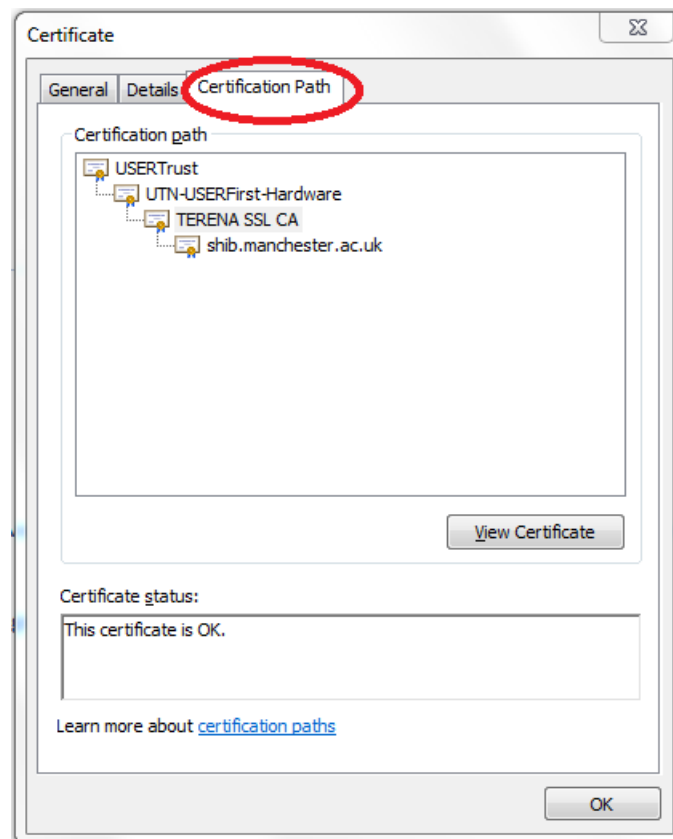 Certificate
General Details Certification Path
Certification path
USERTrust
UTN-USERFirst-Hardware
TERENA SSL CA
shib.manchester.ac.uk
View Certificate
Certificate status:
This certificate is OK.
Learn more about certification paths
OK